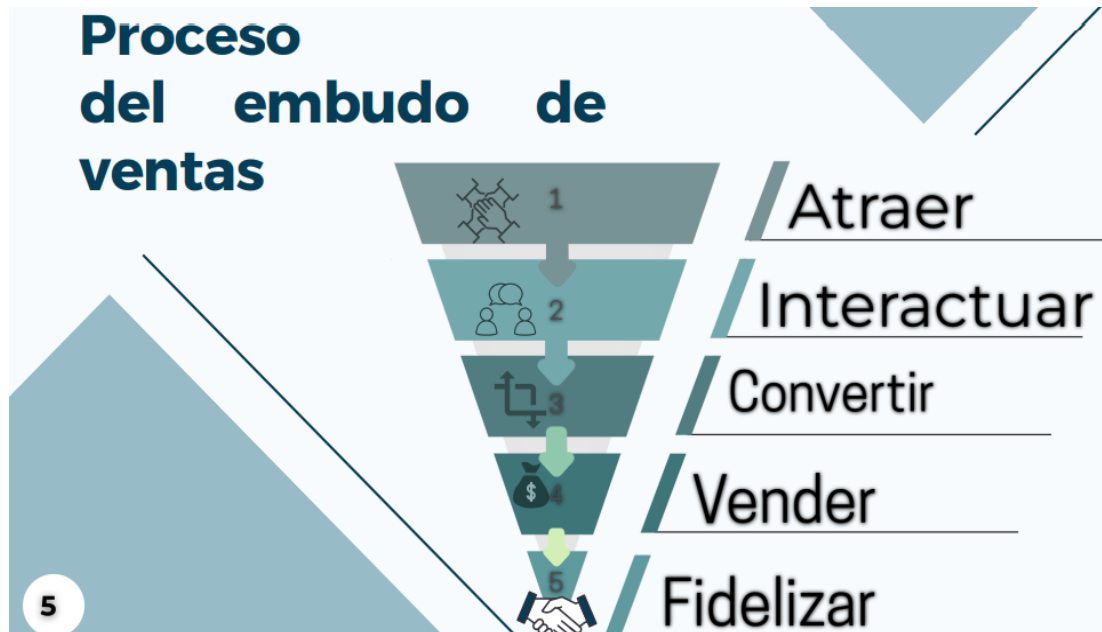 Proceso
del embudo de
ventas
1
Atraer
2
Interactuar
3
Convertir
$
4
Vender
5
Fidelizar
5